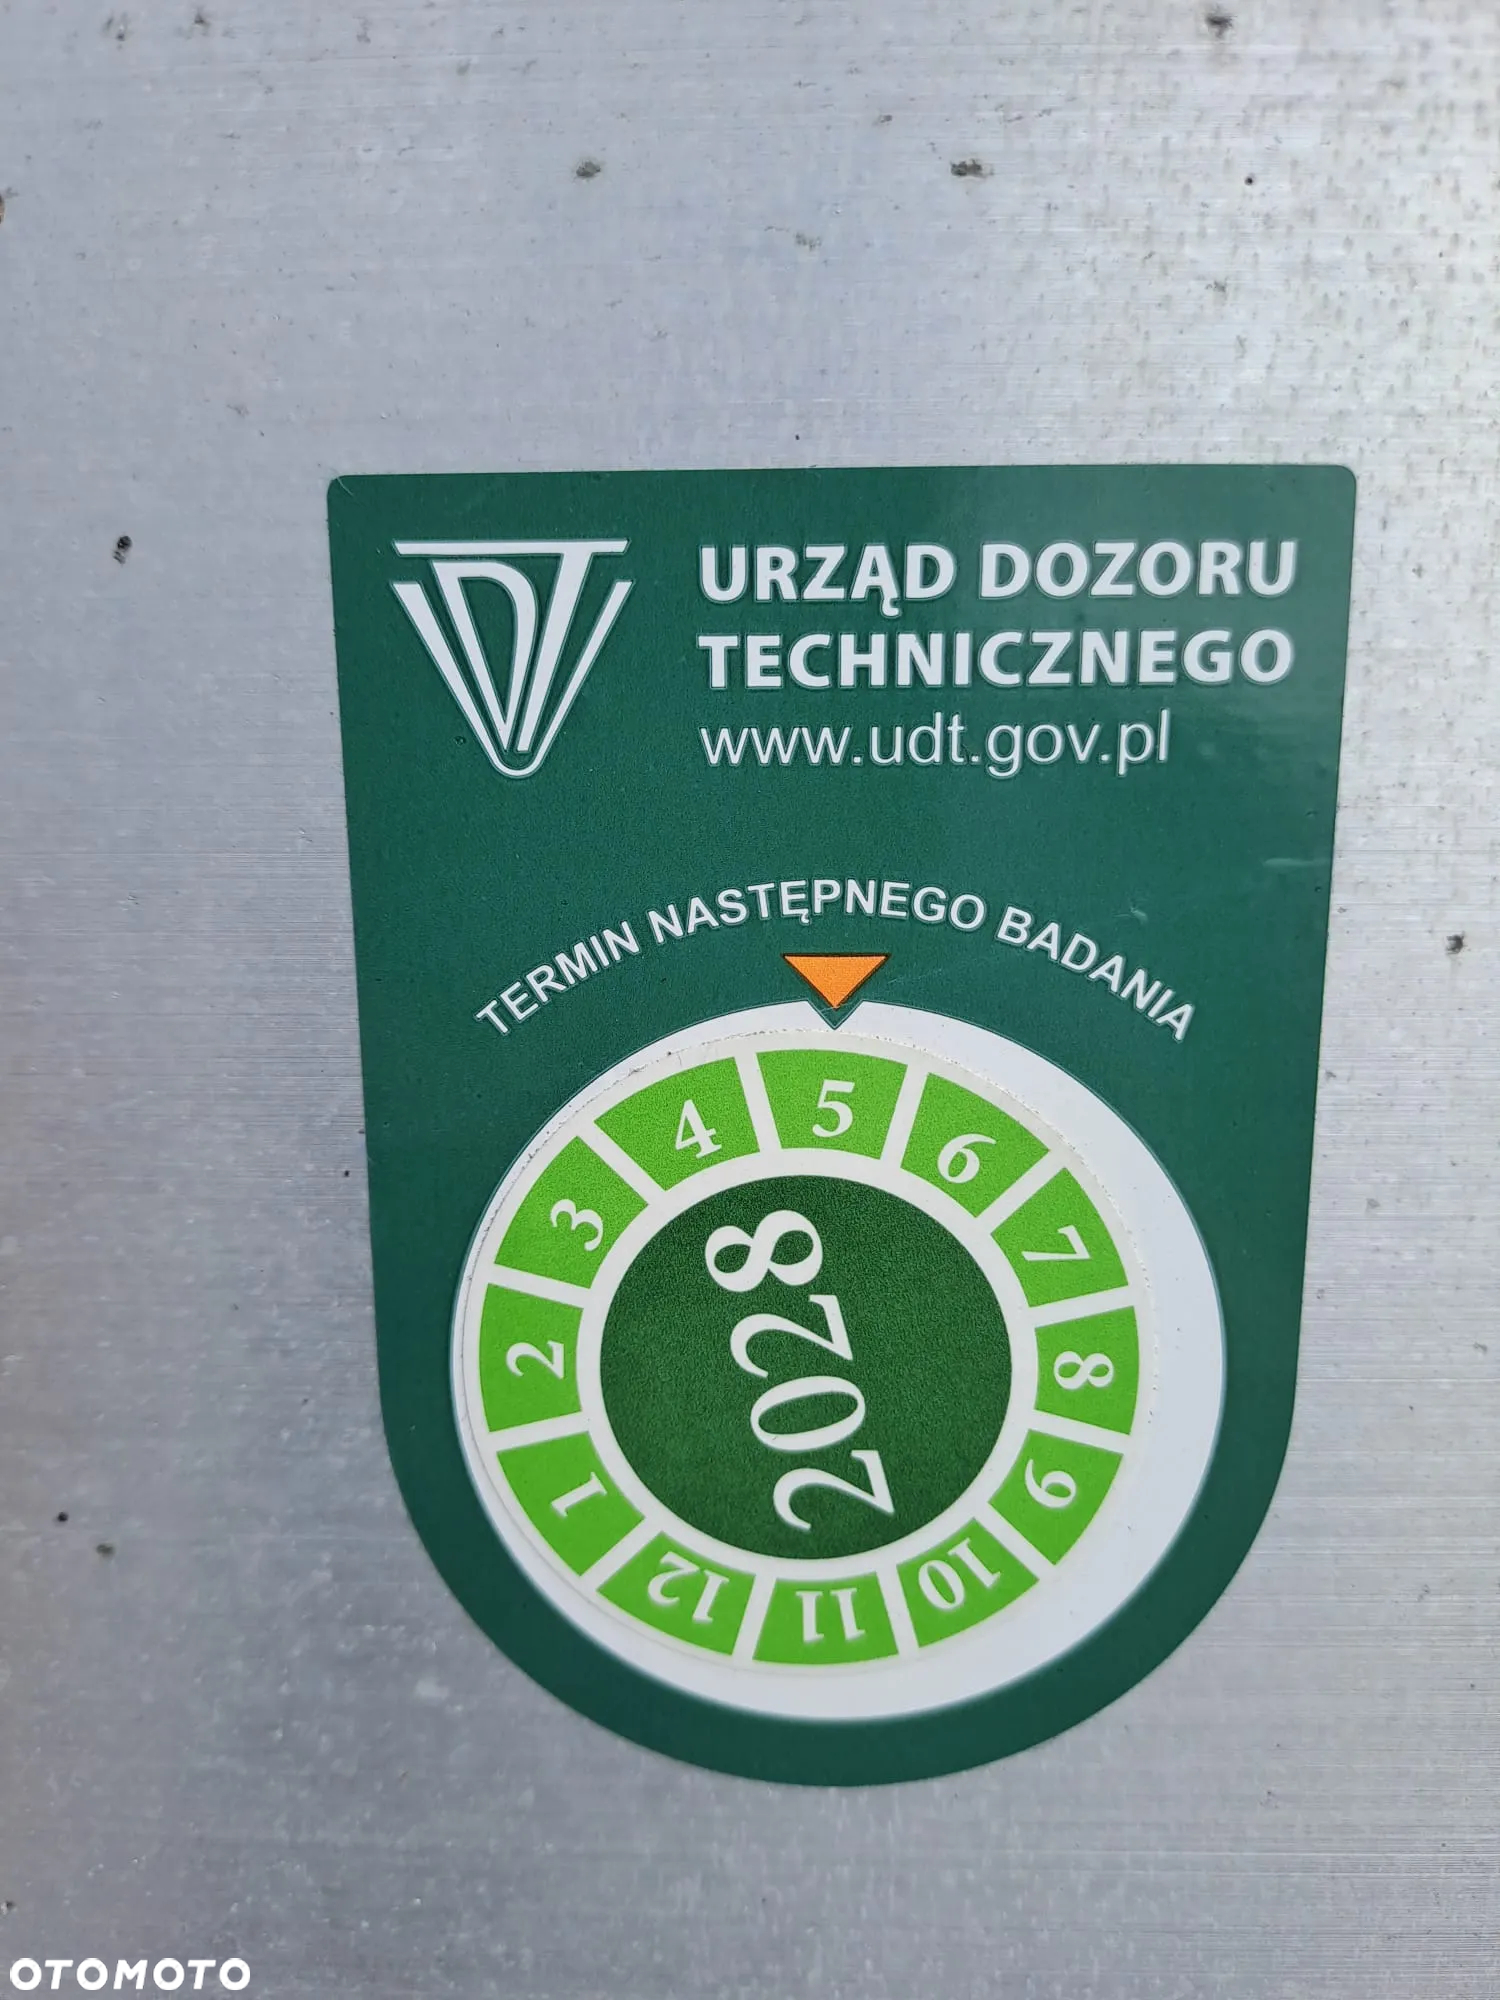 UDT
URZĄD DOZORU
TECHNICZNEGO
www.udt.gov.pl
TERMIN NASTĘPNEGO BADANIA
1 2 3 4 5 6 7 8 9 10 11 12
2028
OTOMOTO